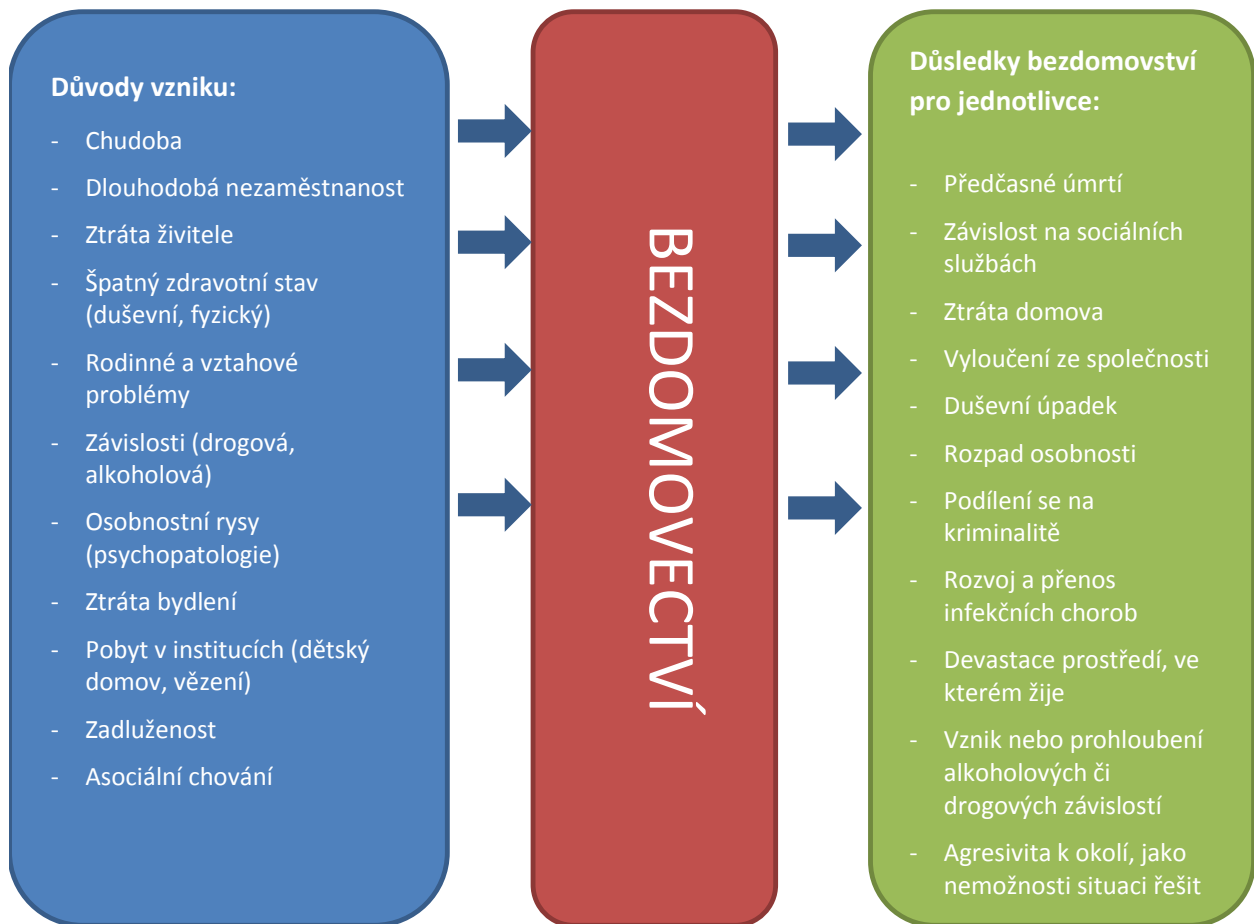 Důvody vzniku:
- Chudoba
- Dlouhodobá nezaměstnanost
- Ztráta živitele
- Špatný zdravotní stav
(duševní, fyzický)
- Rodinné a vztahové
problémy
- Závislosti (drogová,
alkoholová)
- Osobnostní rysy
(psychopatologie)
- Ztráta bydlení
- Pobyt v institucích (dětský
domov, vězení)
- Zadluženost
- Asociální chování
BEZDOMOVECTVÍ
Důsledky bezdomovství
pro jednotlivce:
- Předčasné úmrtí
- Závislost na sociálních
službách
- Ztráta domova
- Vyloučení ze společnosti
- Duševní úpadek
- Rozpad osobnosti
- Podílení se na
kriminalitě
- Rozvoj a přenos
infekčních chorob
- Devastace prostředí, ve
kterém žije
- Vznik nebo prohloubení
alkoholových či
drogových závislostí
- Agresivita k okolí, jako
nemožnosti situaci řešit